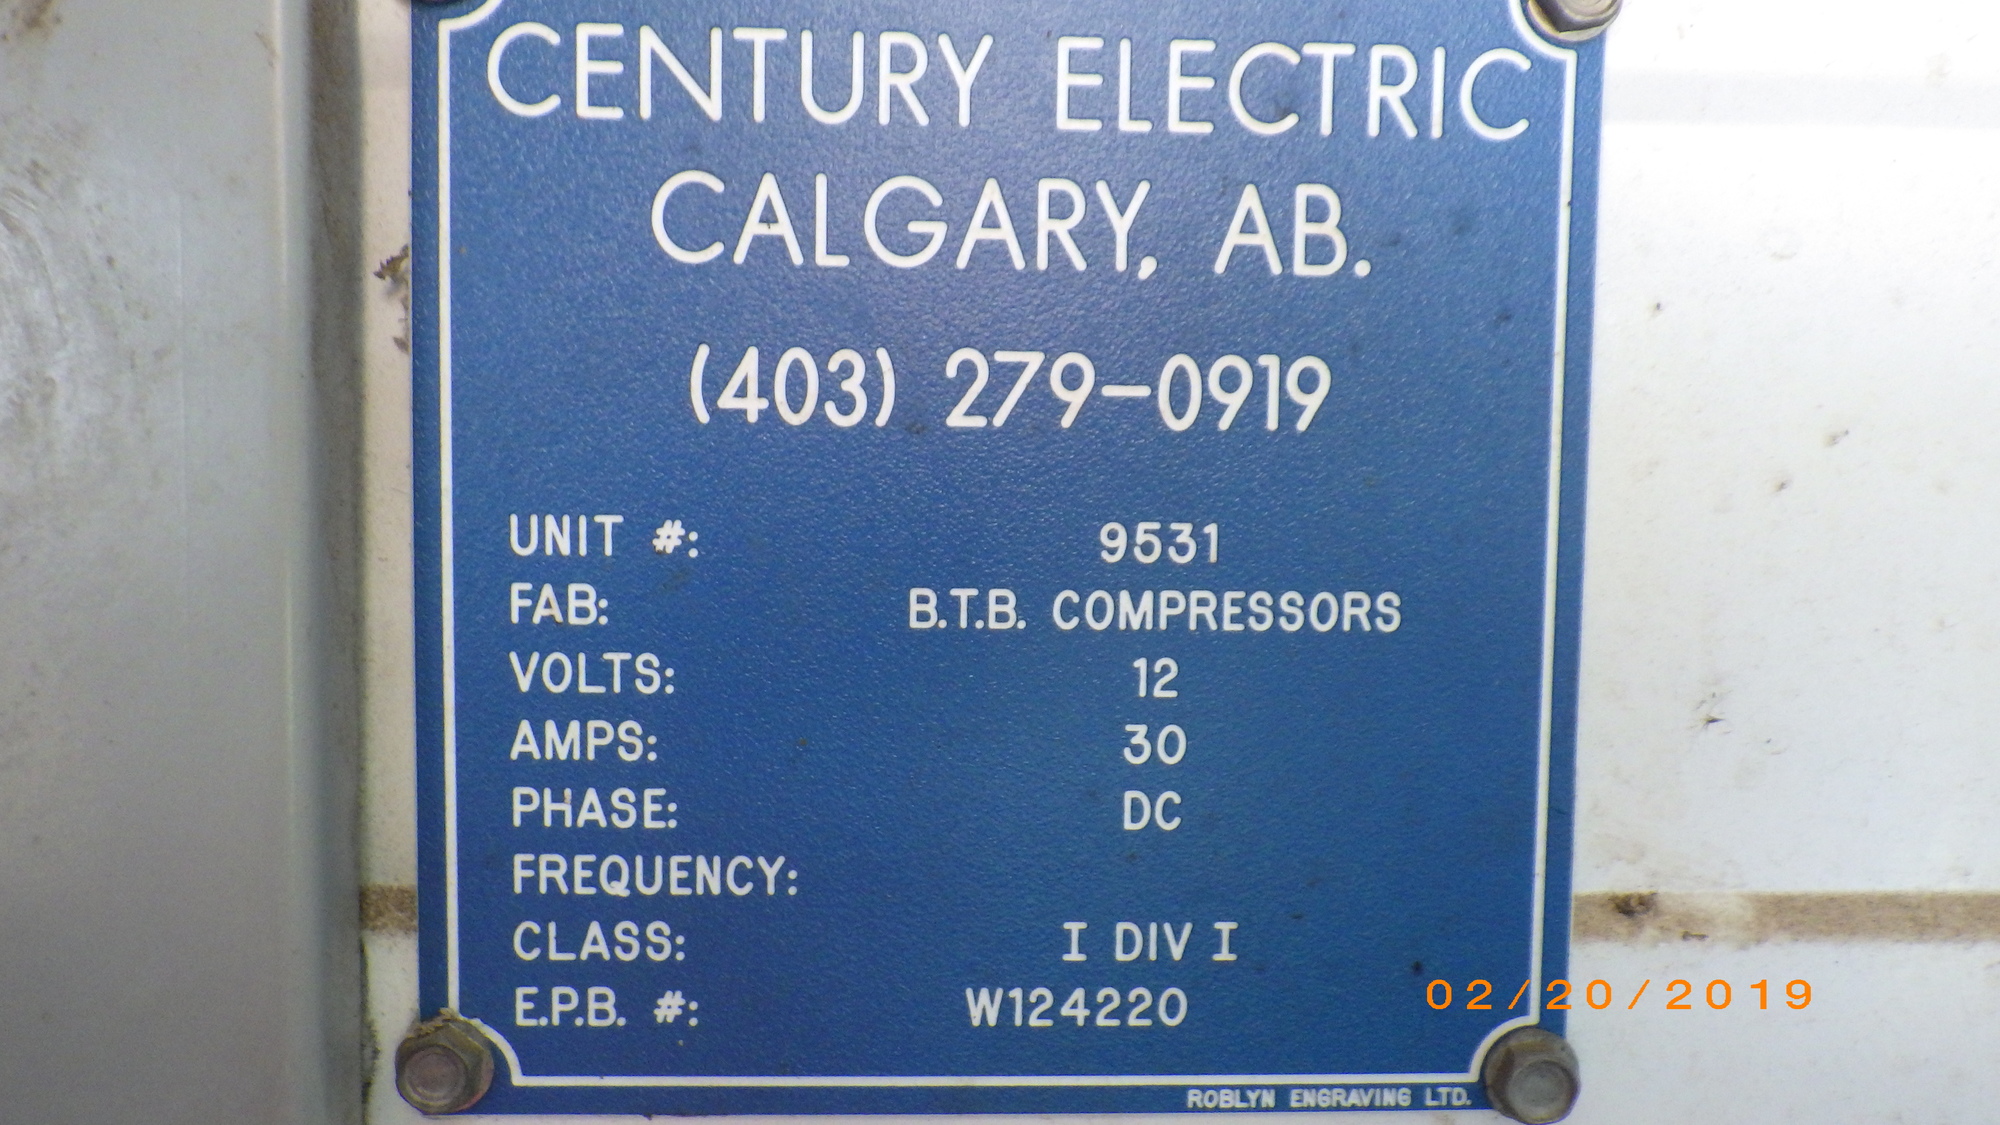 CENTURY ELECTRIC
CALGARY, AB.
(403) 279-0919
UNIT #: 9531
FAB: B.T.B. COMPRESSORS
VOLTS: 12
AMPS: 30
PHASE: DC
FREQUENCY:
CLASS: I DIV I
E.P.B. #: W124220
02/20/2019
ROBLYN ENGRAVING LTD.